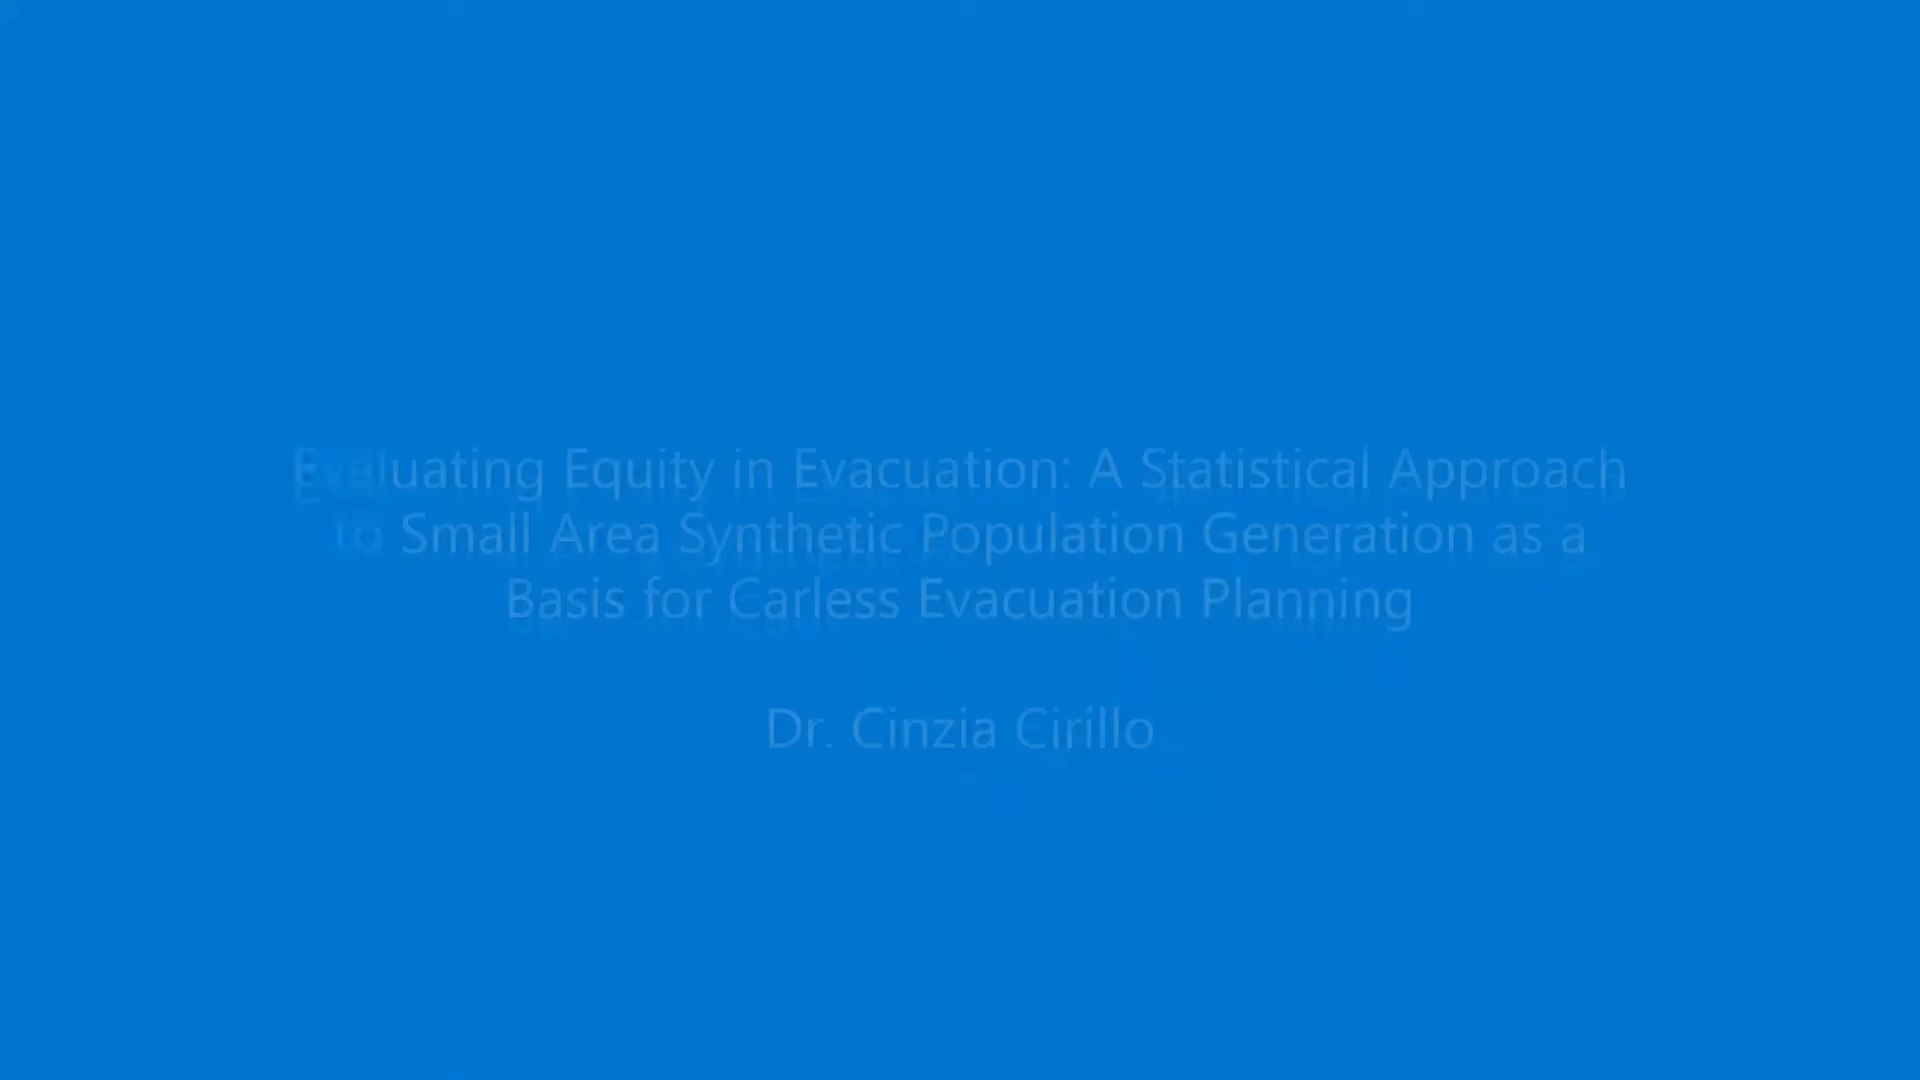 Evaluating Equity in Evacuation: A Statistical Approach
to Small Area Synthetic Population Generation as a
Basis for Carless Evacuation Planning
Dr. Cinzia Cirillo